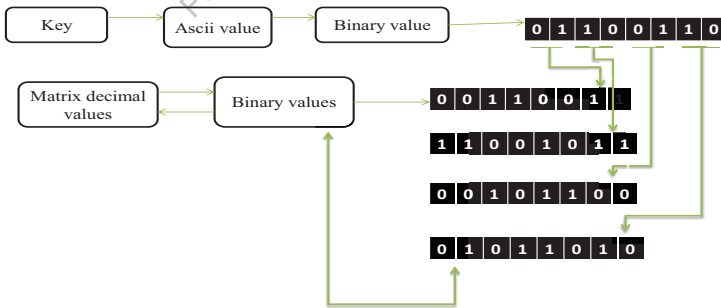 Key
Ascii value
Binary value
0 1 1 0 0 1 1 0
Matrix decimal
values
Binary values
0 0 1 1 0 0 1 1
1 1 0 0 1 0 1 1
0 0 1 0 1 1 0 0
0 1 0 1 1 0 1 0